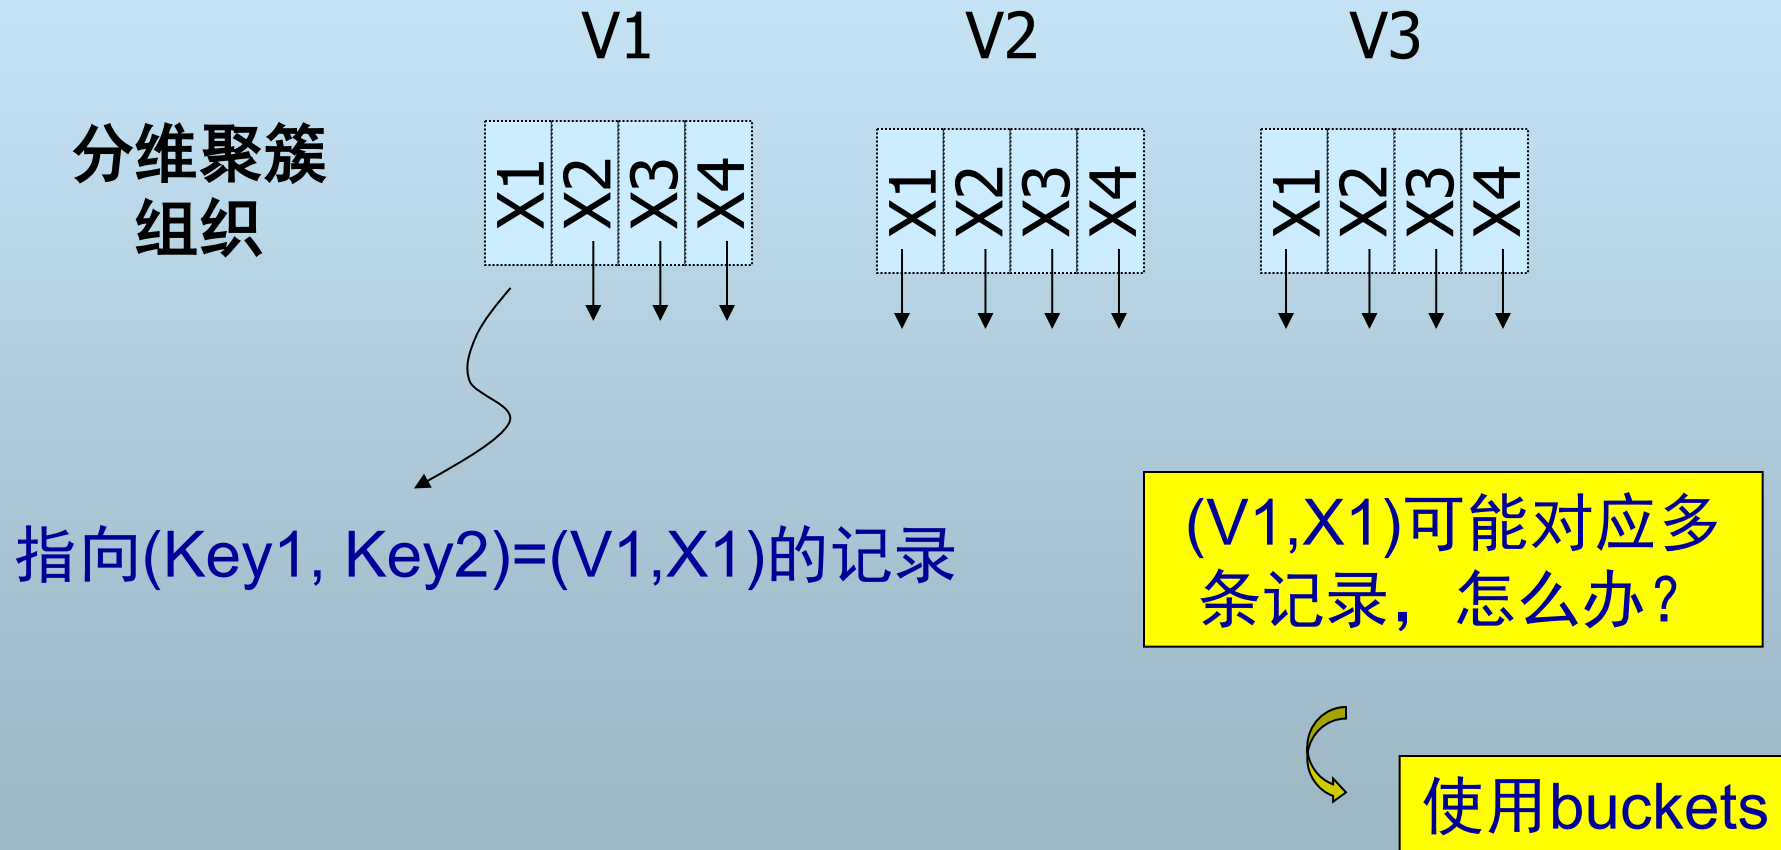 V1 V2 V3
分维聚簇
组织
X1 X2 X3 X4 X1 X2 X3 X4 X1 X2 X3 X4
指向(Key1, Key2)=(V1,X1)的记录
(V1,X1)可能对应多
条记录，怎么办？
使用buckets